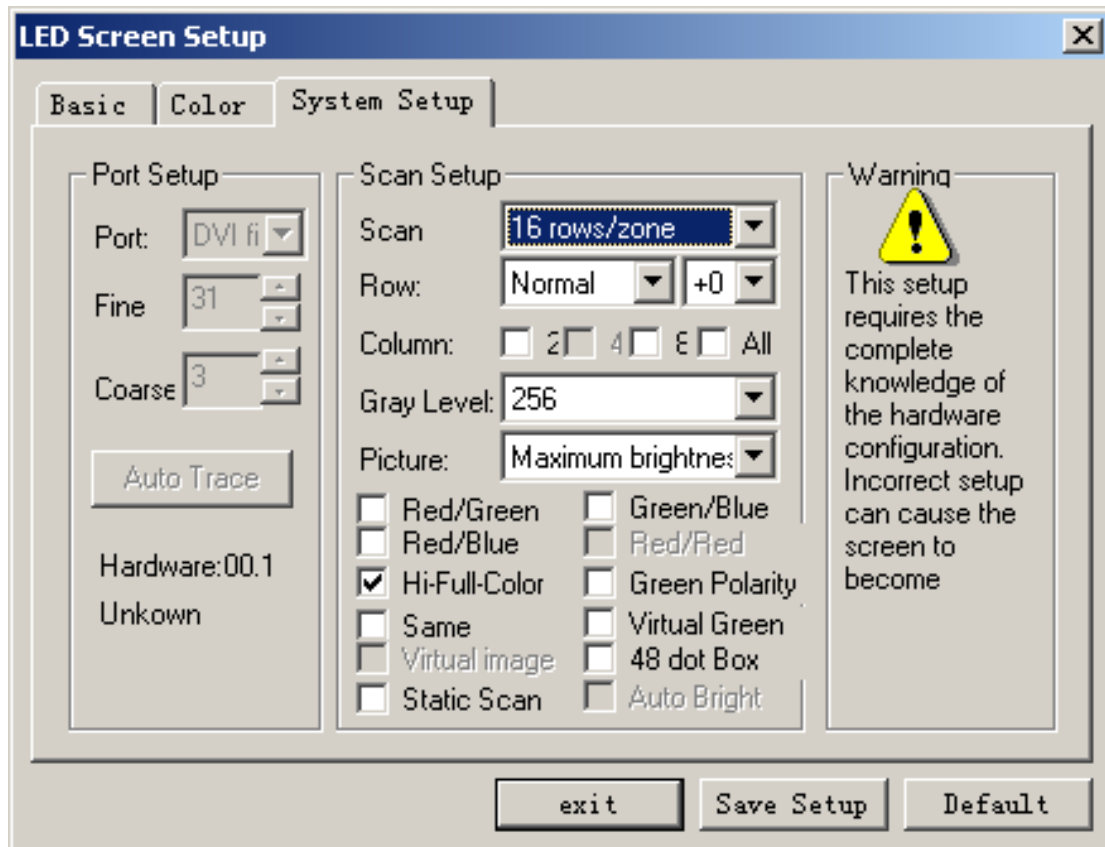 LED Screen Setup
Basic
Color
System Setup
Port Setup
Port:
DVI fi
Fine
31
Coarse
3
Auto Trace
Hardware:00.1
Unkown
Scan Setup
Scan
16 rows/zone
Row:
Normal
+0
Column:
2
4
8
All
Gray Level:
256
Picture:
Maximum brightnes
Red/Green
Green/Blue
Red/Blue
Red/Red
Hi-Full-Color
Green Polarity
Same
Virtual Green
Virtual image
48 dot Box
Static Scan
Auto Bright
Warning
This setup
requires the
complete
knowledge of
the hardware
configuration.
Incorrect setup
can cause the
screen to
become
exit
Save Setup
Default